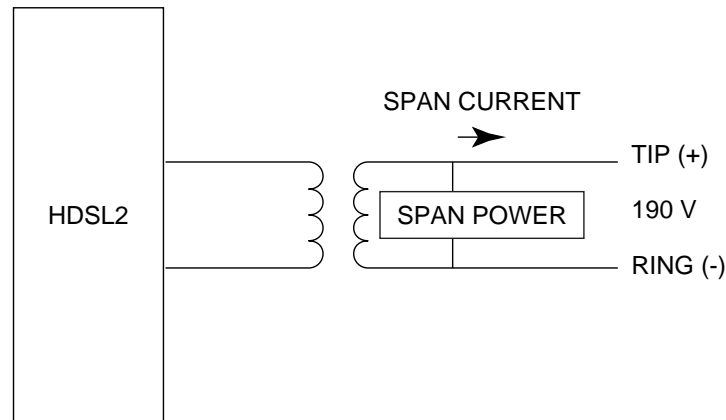 SPAN CURRENT
TIP (+)
HDSL2
SPAN POWER
190 V
RING (-)